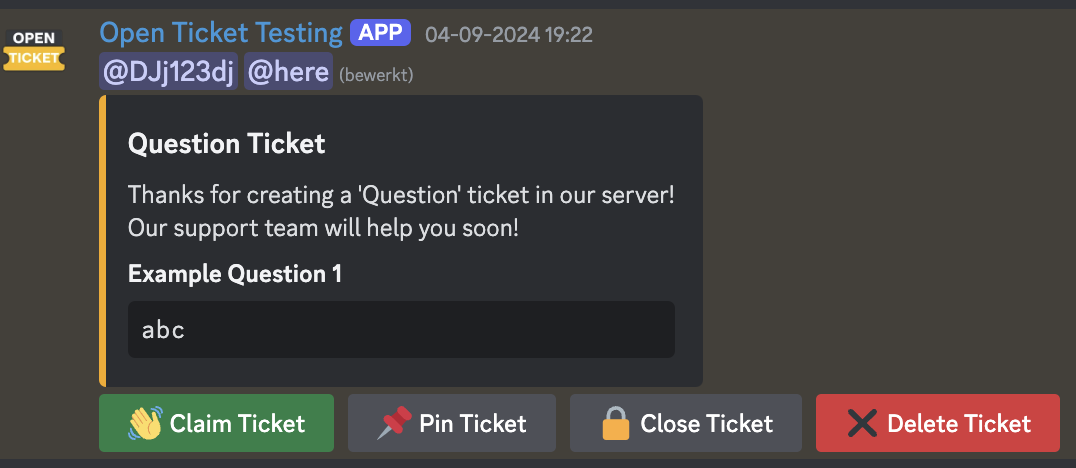 OPEN
TICKET
Open Ticket Testing APP 04-09-2024 19:22
@DJj123dj @here (bewerkt)
Question Ticket
Thanks for creating a 'Question' ticket in our server!
Our support team will help you soon!
Example Question 1
abc
Claim Ticket Pin Ticket Close Ticket Delete Ticket